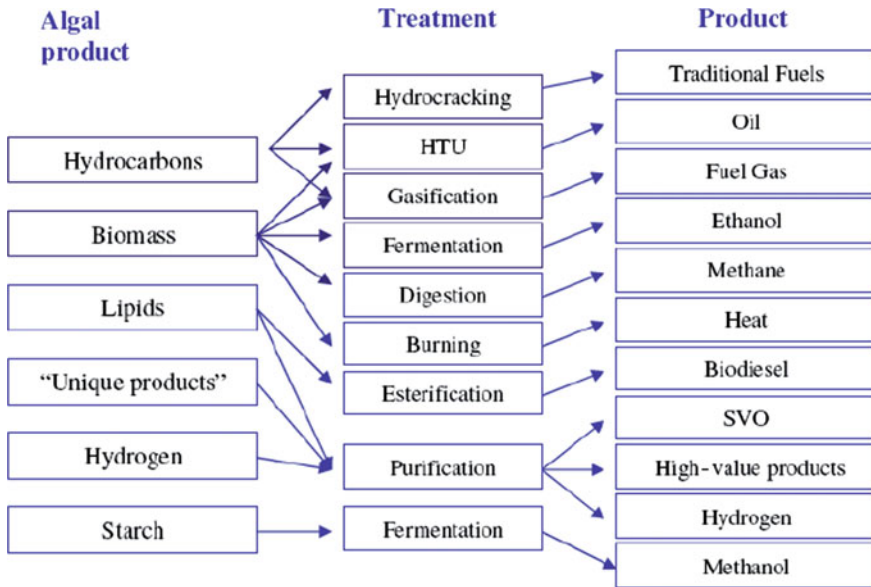 Algal
product
Treatment
Product
Hydrocarbons
Biomass
Lipids
“Unique products”
Hydrogen
Starch
Hydrocracking
HTU
Gasification
Fermentation
Digestion
Burning
Esterification
Purification
Fermentation
Traditional Fuels
Oil
Fuel Gas
Ethanol
Methane
Heat
Biodiesel
SVO
High-value products
Hydrogen
Methanol